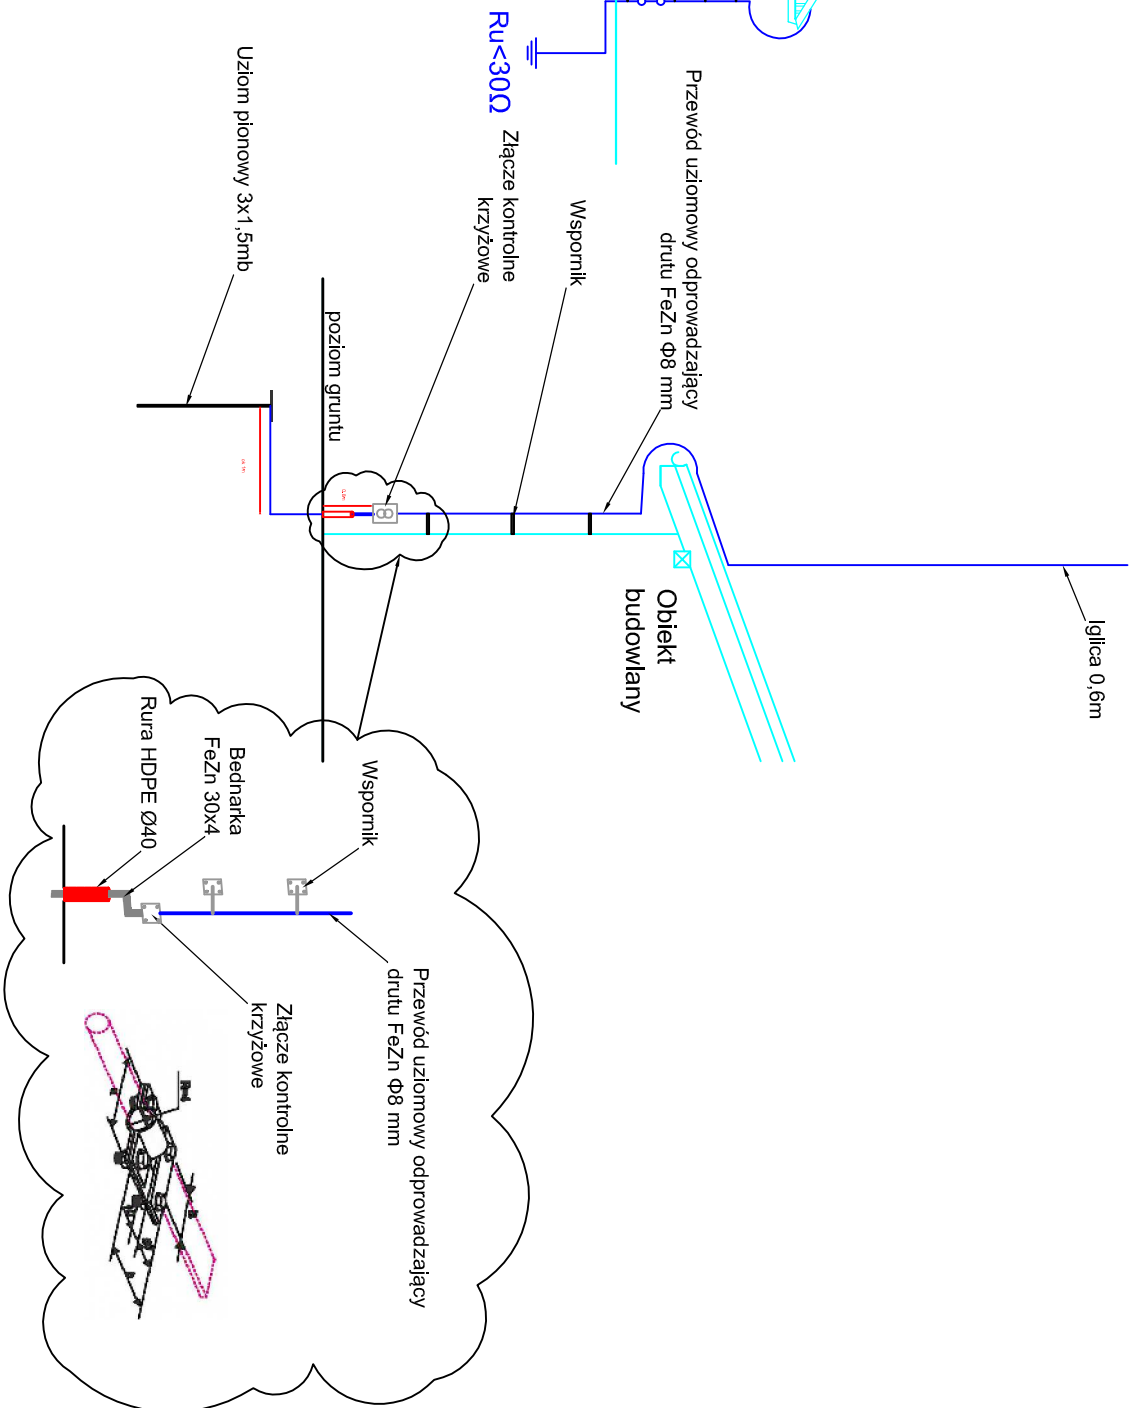 Iglica 0,6m
Przewód uziomowy odprowadzający
drutu FeZn Φ8 mm
Obiekt
budowlany
Wspornik
Złącze kontrolne
krzyżowe
Ru<30Ω
poziom gruntu
Uziom pionowy 3x1,5mb
Wspornik
Przewód uziomowy odprowadzający
drutu FeZn Φ8 mm
Bednarka
FeZn 30x4
Rura HDPE Ø40
Złącze kontrolne
krzyżowe